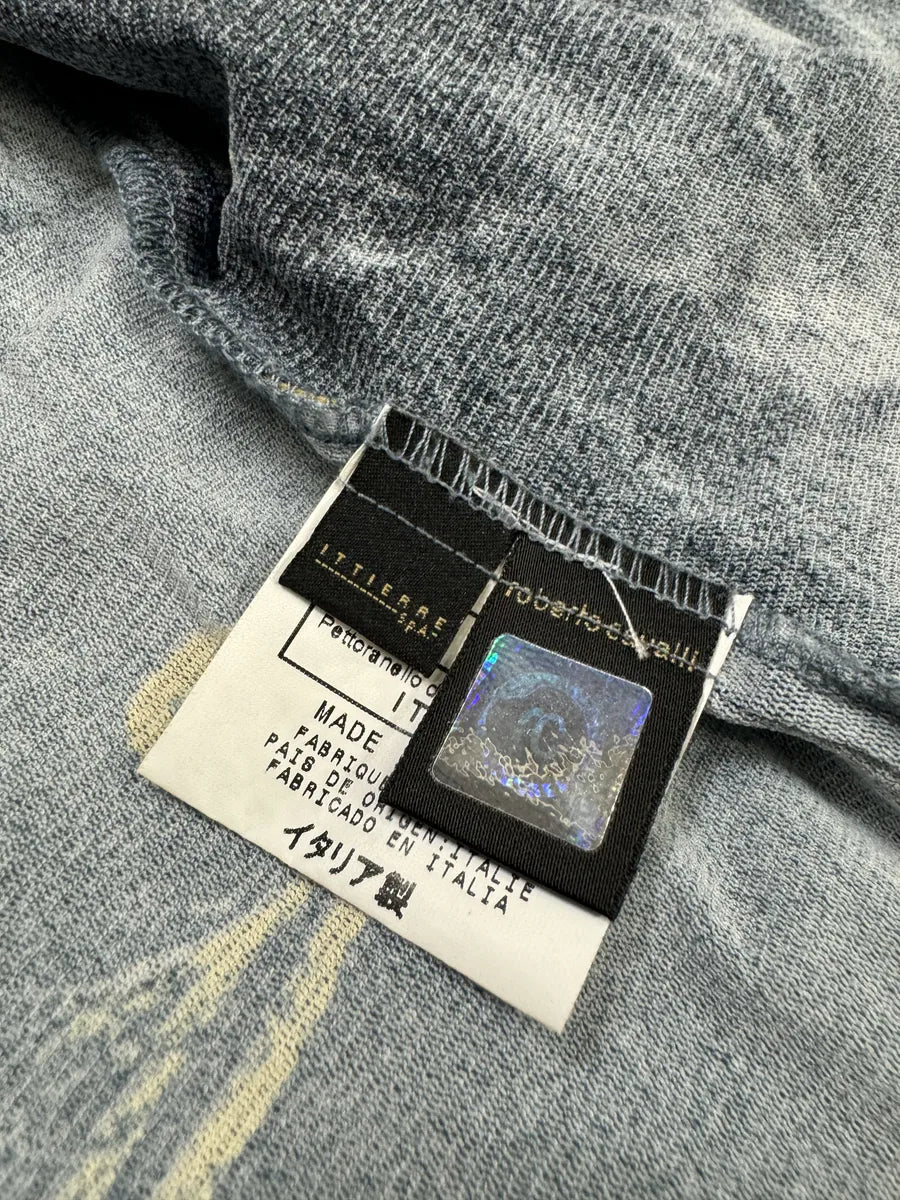 ITTIERRE
SPA
roberto cavalli
Pettoranello
IT
MADE
FABRIQU
PAIS DE ORIGEN:ITALIE
FABRICADO EN ITALIA
イタリア製